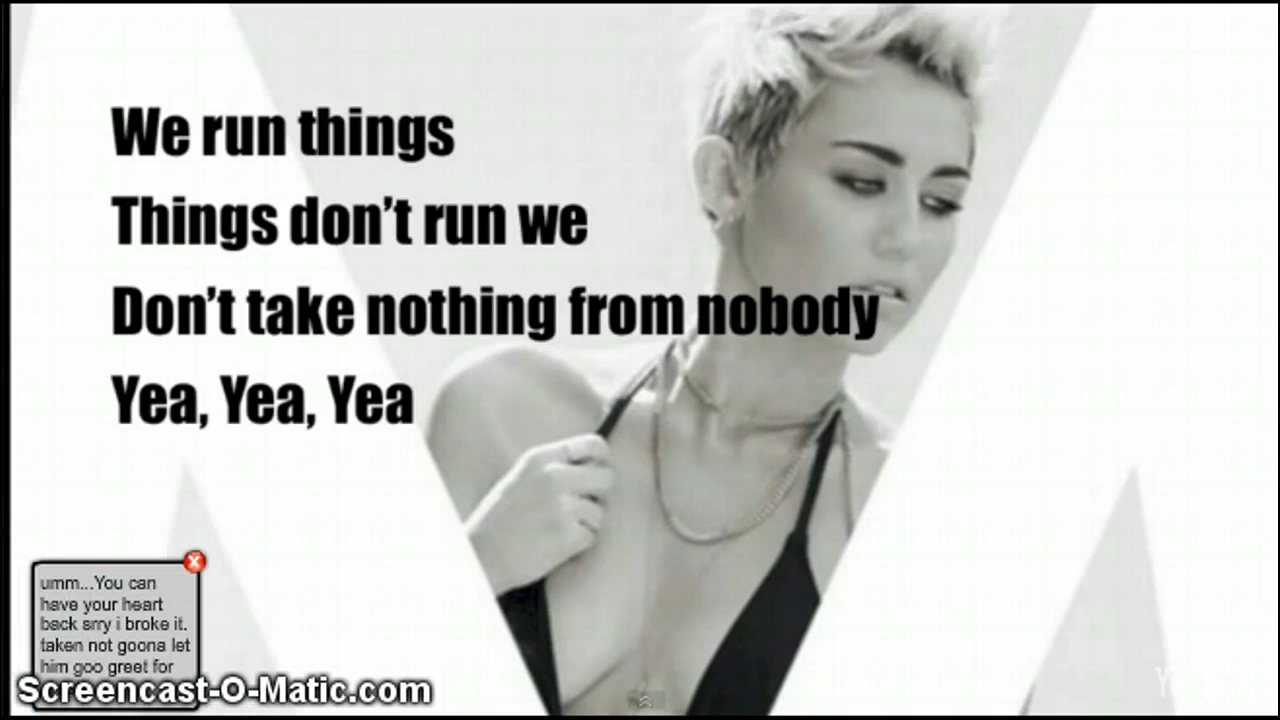 We run things
Things don't run we
Don't take nothing from nobody
Yea, Yea, Yea
umm...You can
have your heart
back srry i broke it.
taken not goona let
him goo greet for
Screencast-O-Matic.com